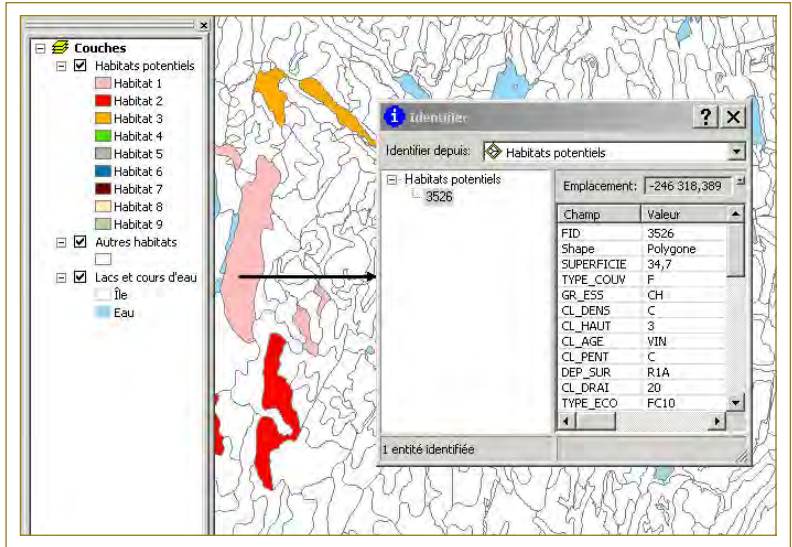 Couches
Habitats potentiels
Habitat 1
Habitat 2
Habitat 3
Habitat 4
Habitat 5
Habitat 6
Habitat 7
Habitat 8
Habitat 9
Autres habitats
Lacs et cours d'eau
Île
Eau
Identifier
Identifier depuis: Habitats potentiels
Habitats potentiels
3526
Emplacement: -246 318,389
Champ Valeur
FID 3526
Shape Polygone
SUPERFICIE 34,7
TYPE_COUV F
GR_ESS CH
CL_DENS C
CL_HAUT 3
CL_AGE VIN
CL_PENT C
DEP_SUR R1A
CL_DRAI 20
TYPE_ECO FC10
1 entité identifiée